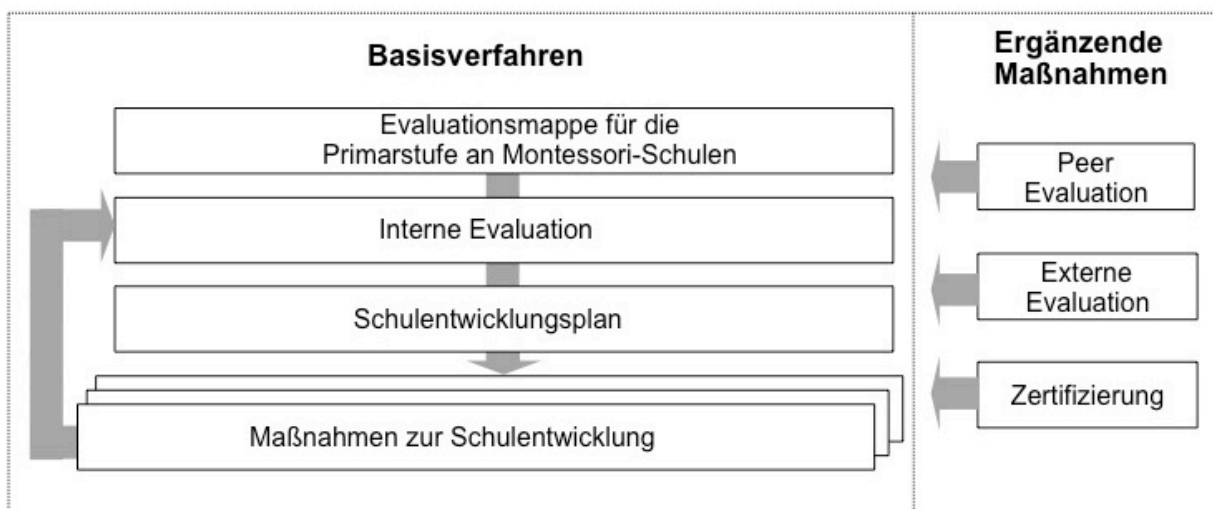 Basisverfahren
Evaluationsmappe für die
Primarstufe an Montessori-Schulen
Interne Evaluation
Schulentwicklungsplan
Maßnahmen zur Schulentwicklung
Ergänzende
Maßnahmen
Peer
Evaluation
Externe
Evaluation
Zertifizierung